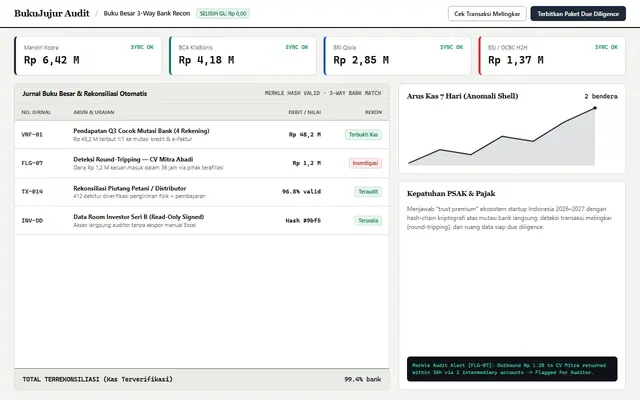 BukuJujur Audit / Buku Besar 3-Way Bank Recon SELISIH GL: Rp 0,00 Cek Transaksi Melingkar Terbitkan Paket Due Diligence
Mandiri Kopra SYNC OK
Rp 6,42 M
BCA KlikBisnis SYNC OK
Rp 4,18 M
BRI Qlola SYNC OK
Rp 2,85 M
BSI / OCBC H2H SYNC OK
Rp 1,37 M
Jurnal Buku Besar & Rekonsiliasi Otomatis MERKLE HASH VALID · 3-WAY BANK MATCH
NO. JURNAL AKUN & URAIAN DEBIT / NILAI REKON
VRF-01 Pendapatan Q3 Cocok Mutasi Bank (4 Rekening) Rp 48,2 M Terbukti Kas
Rp 48,2 M tertaut 1:1 ke mutasi kredit & e-Faktur
FLG-07 Deteksi Round-Tripping — CV Mitra Abadi Rp 1,2 M Investigasi
Dana Rp 1,2 M keluar-masuk dalam 36 jam via pihak terafiliasi
TX-014 Rekonsiliasi Piutang Petani / Distributor 96.8% valid Teraudit
412 debitur diverifikasi pengiriman fisik + pembayaran
INV-DD Data Room Investor Seri B (Read-Only Signed) Hash #9bf6 Tersedia
Akses langsung auditor tanpa ekspor manual Excel
TOTAL TERREKONSILIASI (Kas Terverifikasi) 99.4% bank
Arus Kas 7 Hari (Anomali Shell) 2 bendera
Kepatuhan PSAK & Pajak
Menjawab "trust premium" ekosistem startup Indonesia 2026–2027 dengan
hash-chain kriptografi atas mutasi bank langsung, deteksi transaksi melingkar
(round-tripping), dan ruang data siap due diligence.
Merkle Audit Alert [FLG-07]: Outbound Rp 1.2B to CV Mitra returned
within 36h via 2 intermediary accounts -> Flagged For Auditor.